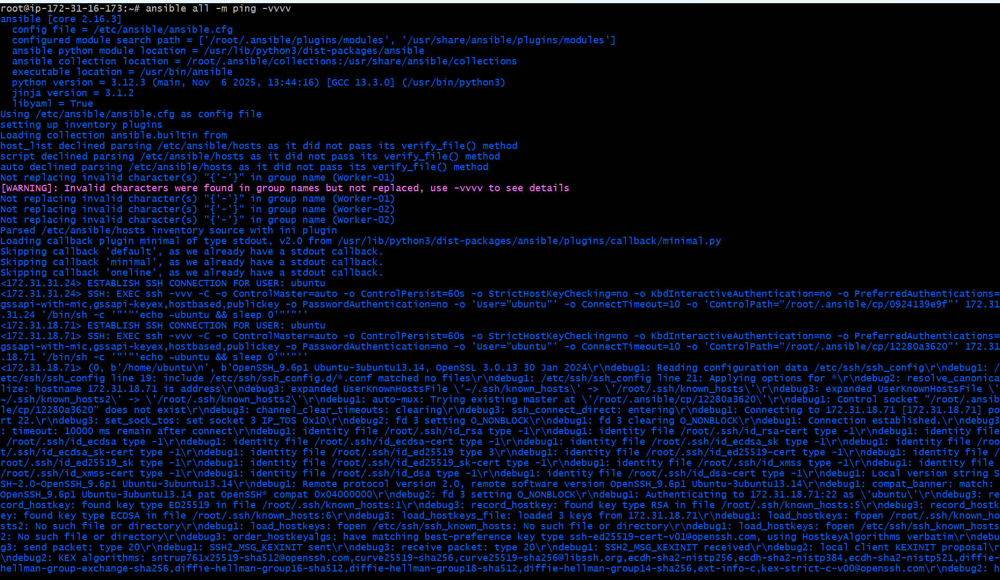 root@ip-172-31-16-173:~# ansible all -m ping -vvvv
ansible [core 2.16.3]
  config file = /etc/ansible/ansible.cfg
  configured module search path = ['/root/.ansible/plugins/modules', '/usr/share/ansible/plugins/modules']
  ansible python module location = /usr/lib/python3/dist-packages/ansible
  ansible collection location = /root/.ansible/collections:/usr/share/ansible/collections
  executable location = /usr/bin/ansible
  python version = 3.12.3 (main, Nov  6 2025, 13:44:16) [GCC 13.3.0] (/usr/bin/python3)
  jinja version = 3.1.2
  libyaml = True
Using /etc/ansible/ansible.cfg as config file
setting up inventory plugins
Loading collection ansible.builtin from
host_list declined parsing /etc/ansible/hosts as it did not pass its verify_file() method
script declined parsing /etc/ansible/hosts as it did not pass its verify_file() method
auto declined parsing /etc/ansible/hosts as it did not pass its verify_file() method
Not replacing invalid character(s) "{'-'}" in group name (Worker-01)
[WARNING]: Invalid characters were found in group names but not replaced, use -vvvv to see details
Not replacing invalid character(s) "{'-'}" in group name (Worker-01)
Not replacing invalid character(s) "{'-'}" in group name (Worker-02)
Not replacing invalid character(s) "{'-'}" in group name (Worker-02)
Parsed /etc/ansible/hosts inventory source with ini plugin
Loading callback plugin minimal of type stdout, v2.0 from /usr/lib/python3/dist-packages/ansible/plugins/callback/minimal.py
Skipping callback 'default', as we already have a stdout callback.
Skipping callback 'minimal', as we already have a stdout callback.
Skipping callback 'oneline', as we already have a stdout callback.
<172.31.31.24> ESTABLISH SSH CONNECTION FOR USER: ubuntu
<172.31.31.24> SSH: EXEC ssh -vvv -C -o ControlMaster=auto -o ControlPersist=60s -o StrictHostKeyChecking=no -o KbdInteractiveAuthentication=no -o PreferredAuthentications=
gssapi-with-mic,gssapi-keyex,hostbased,publickey -o PasswordAuthentication=no -o 'User="ubuntu"' -o ConnectTimeout=10 -o 'ControlPath="/root/.ansible/cp/0924139e9f"' 172.31
.31.24 '/bin/sh -c '"'"'echo ~ubuntu && sleep 0'"'"''
<172.31.18.71> ESTABLISH SSH CONNECTION FOR USER: ubuntu
<172.31.18.71> SSH: EXEC ssh -vvv -C -o ControlMaster=auto -o ControlPersist=60s -o StrictHostKeyChecking=no -o KbdInteractiveAuthentication=no -o PreferredAuthentications=
gssapi-with-mic,gssapi-keyex,hostbased,publickey -o PasswordAuthentication=no -o 'User="ubuntu"' -o ConnectTimeout=10 -o 'ControlPath="/root/.ansible/cp/12280a3620"' 172.31
.18.71 '/bin/sh -c '"'"'echo ~ubuntu && sleep 0'"'"''
<172.31.18.71> (0, b'/home/ubuntu\n', b'OpenSSH_9.6p1 Ubuntu-3ubuntu13.14, OpenSSL 3.0.13 30 Jan 2024\r\ndebug1: Reading configuration data /etc/ssh/ssh_config\r\ndebug1: /
etc/ssh/ssh_config line 19: include /etc/ssh/ssh_config.d/*.conf matched no files\r\ndebug1: /etc/ssh/ssh_config line 21: Applying options for *\r\ndebug2: resolve_canonica
lize: hostname 172.31.18.71 is address\r\ndebug3: expanded UserKnownHostsFile \'~/.ssh/known_hosts\' -> \'/root/.ssh/known_hosts\'\r\ndebug3: expanded UserKnownHostsFile \'
~/.ssh/known_hosts2\' -> \'/root/.ssh/known_hosts2\'\r\ndebug1: auto-mux: Trying existing master at \'/root/.ansible/cp/12280a3620\'\r\ndebug1: Control socket "/root/.ansib
le/cp/12280a3620" does not exist\r\ndebug3: channel_clear_timeouts: clearing\r\ndebug3: ssh_connect_direct: entering\r\ndebug1: Connecting to 172.31.18.71 [172.31.18.71] po
rt 22.\r\ndebug3: set_sock_tos: set socket 3 IP_TOS 0x10\r\ndebug2: fd 3 setting O_NONBLOCK\r\ndebug1: fd 3 clearing O_NONBLOCK\r\ndebug1: Connection established.\r\ndebug3
: timeout: 10000 ms remain after connect\r\ndebug1: identity file /root/.ssh/id_rsa type -1\r\ndebug1: identity file /root/.ssh/id_rsa-cert type -1\r\ndebug1: identity file
 /root/.ssh/id_ecdsa type -1\r\ndebug1: identity file /root/.ssh/id_ecdsa-cert type -1\r\ndebug1: identity file /root/.ssh/id_ecdsa_sk type -1\r\ndebug1: identity file /roo
t/.ssh/id_ecdsa_sk-cert type -1\r\ndebug1: identity file /root/.ssh/id_ed25519 type 3\r\ndebug1: identity file /root/.ssh/id_ed25519-cert type -1\r\ndebug1: identity file /
root/.ssh/id_ed25519_sk type -1\r\ndebug1: identity file /root/.ssh/id_ed25519_sk-cert type -1\r\ndebug1: identity file /root/.ssh/id_xmss type -1\r\ndebug1: identity file 
/root/.ssh/id_xmss-cert type -1\r\ndebug1: identity file /root/.ssh/id_dsa type -1\r\ndebug1: identity file /root/.ssh/id_dsa-cert type -1\r\ndebug1: Local version string S
SH-2.0-OpenSSH_9.6p1 Ubuntu-3ubuntu13.14\r\ndebug1: Remote protocol version 2.0, remote software version OpenSSH_9.6p1 Ubuntu-3ubuntu13.14\r\ndebug1: compat_banner: match: 
OpenSSH_9.6p1 Ubuntu-3ubuntu13.14 pat OpenSSH* compat 0x04000000\r\ndebug2: fd 3 setting O_NONBLOCK\r\ndebug1: Authenticating to 172.31.18.71:22 as \'ubuntu\'\r\ndebug3: re
cord_hostkey: found key type ED25519 in file /root/.ssh/known_hosts:1\r\ndebug3: record_hostkey: found key type RSA in file /root/.ssh/known_hosts:5\r\ndebug3: record_hostk
ey: found key type ECDSA in file /root/.ssh/known_hosts:6\r\ndebug3: load_hostkeys_file: loaded 3 keys from 172.31.18.71\r\ndebug1: load_hostkeys: fopen /root/.ssh/known_ho
sts2: No such file or directory\r\ndebug1: load_hostkeys: fopen /etc/ssh/ssh_known_hosts: No such file or directory\r\ndebug1: load_hostkeys: fopen /etc/ssh/ssh_known_hosts
2: No such file or directory\r\ndebug3: order_hostkeyalgs: have matching best-preference key type ssh-ed25519-cert-v01@openssh.com, using HostkeyAlgorithms verbatim\r\ndebu
g3: send packet: type 20\r\ndebug1: SSH2_MSG_KEXINIT sent\r\ndebug3: receive packet: type 20\r\ndebug1: SSH2_MSG_KEXINIT received\r\ndebug2: local client KEXINIT proposal\r
\ndebug2: KEX algorithms: sntrup761x25519-sha512@openssh.com,curve25519-sha256,curve25519-sha256@libssh.org,ecdh-sha2-nistp256,ecdh-sha2-nistp384,ecdh-sha2-nistp521,diffie-
hellman-group-exchange-sha256,diffie-hellman-group16-sha512,diffie-hellman-group18-sha512,diffie-hellman-group14-sha256,ext-info-c,kex-strict-c-v00@openssh.com\r\ndebug2: h